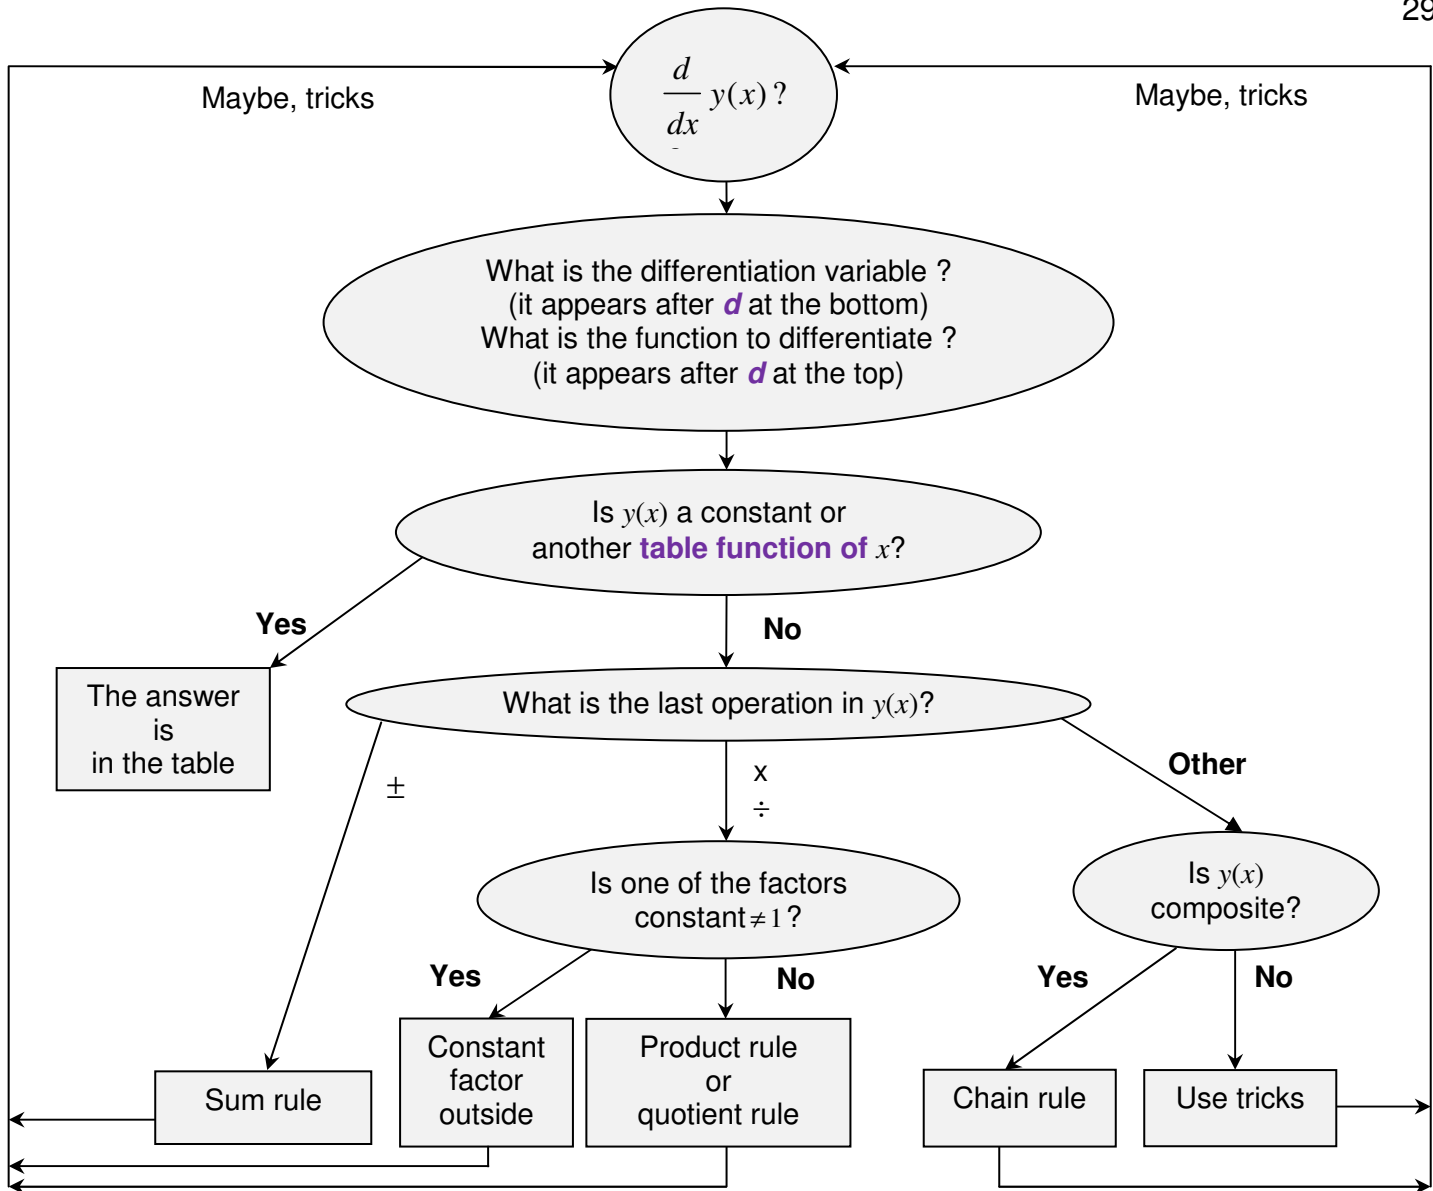 29
d
dx
y(x) ?
Maybe, tricks
Maybe, tricks
What is the differentiation variable ?
(it appears after d at the bottom)
What is the function to differentiate ?
(it appears after d at the top)
Is y(x) a constant or
another table function of x?
Yes
No
The answer
is
in the table
What is the last operation in y(x)?
±
x
÷
Other
Is one of the factors
constant ≠ 1 ?
Is y(x)
composite?
Yes
No
Yes
No
Sum rule
Constant
factor
outside
Product rule
or
quotient rule
Chain rule
Use tricks